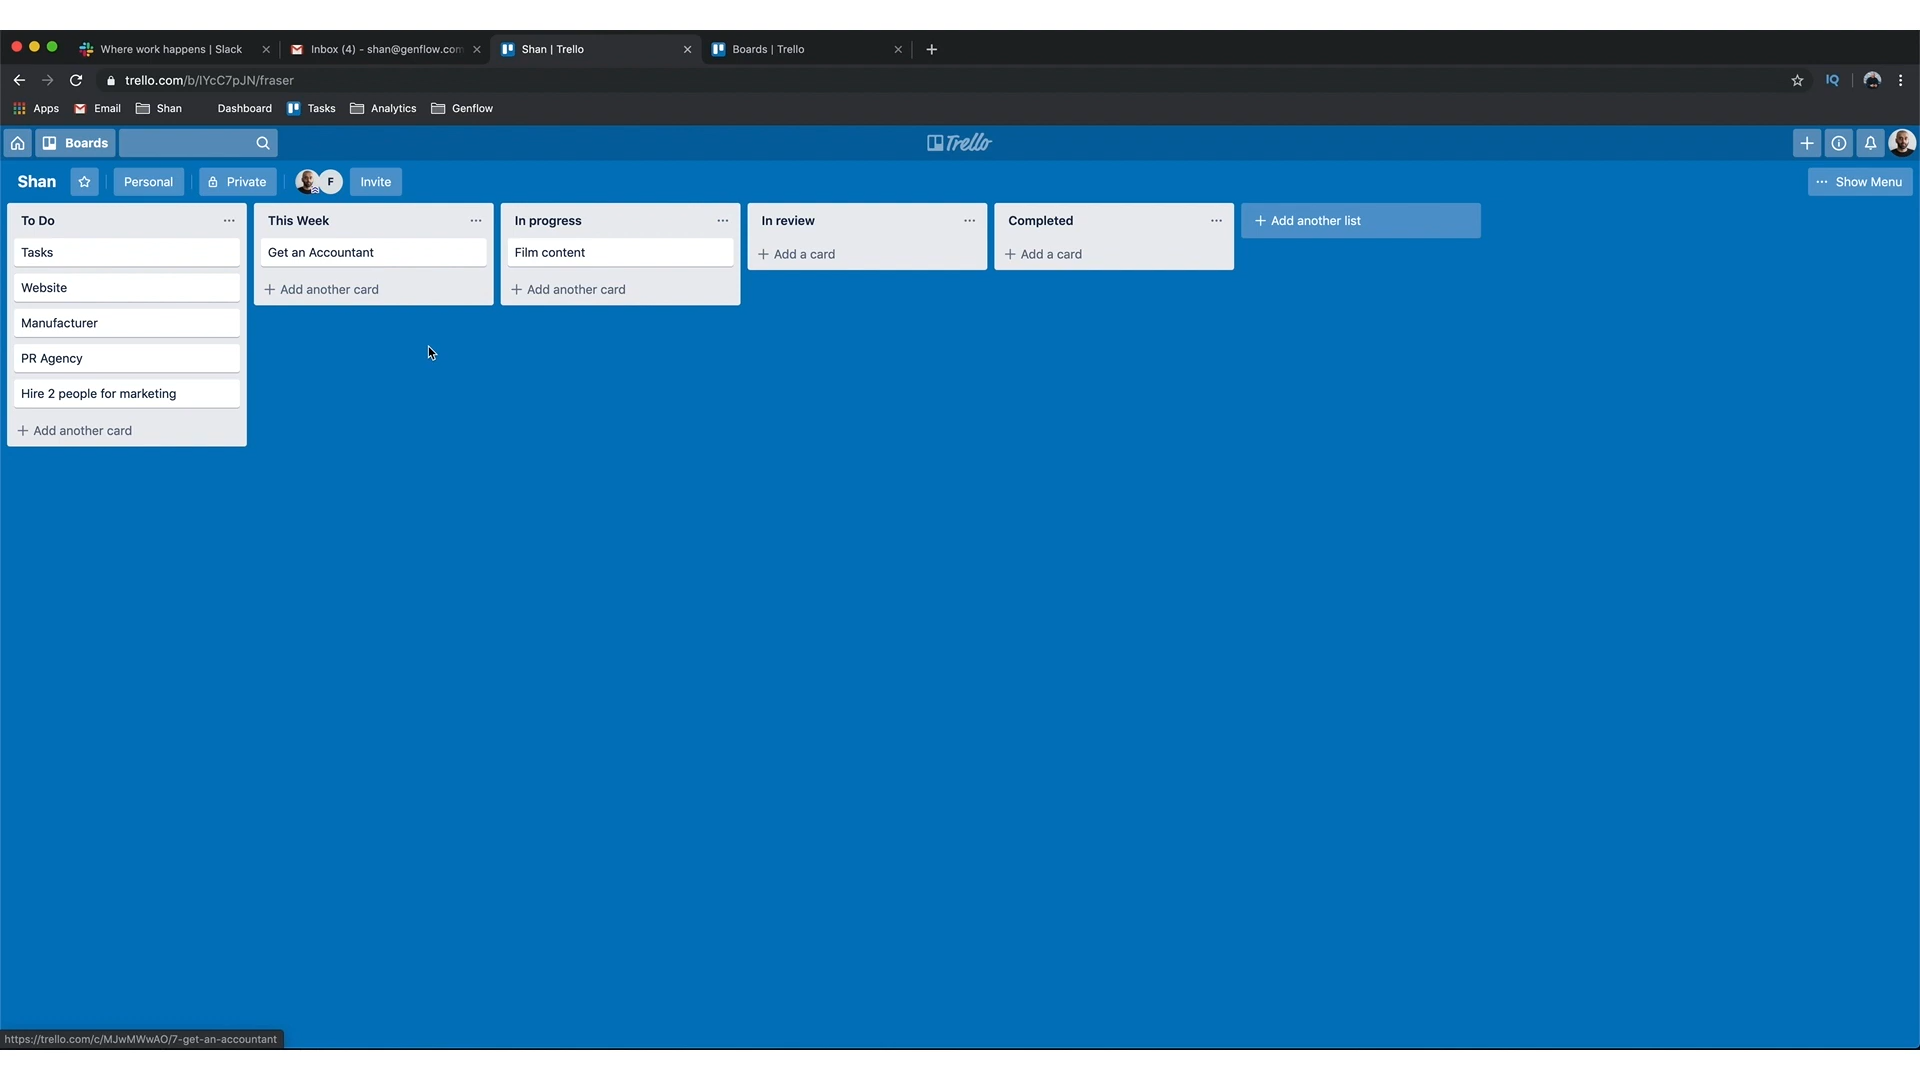 Where work happens | Slack
Inbox (4) - shan@genflow.com
Shan | Trello
Boards | Trello
trello.com/b/IYcC7pJN/fraser
IQ
Apps Email Shan Dashboard Tasks Analytics Genflow
Boards
Trello
Shan Personal Private F Invite ... Show Menu
To Do
Tasks
Website
Manufacturer
PR Agency
Hire 2 people for marketing
+ Add another card
This Week
Get an Accountant
+ Add another card
In progress
Film content
+ Add another card
In review
+ Add a card
Completed
+ Add a card
+ Add another list
https://trello.com/c/MJwMWwAO/7-get-an-accountant